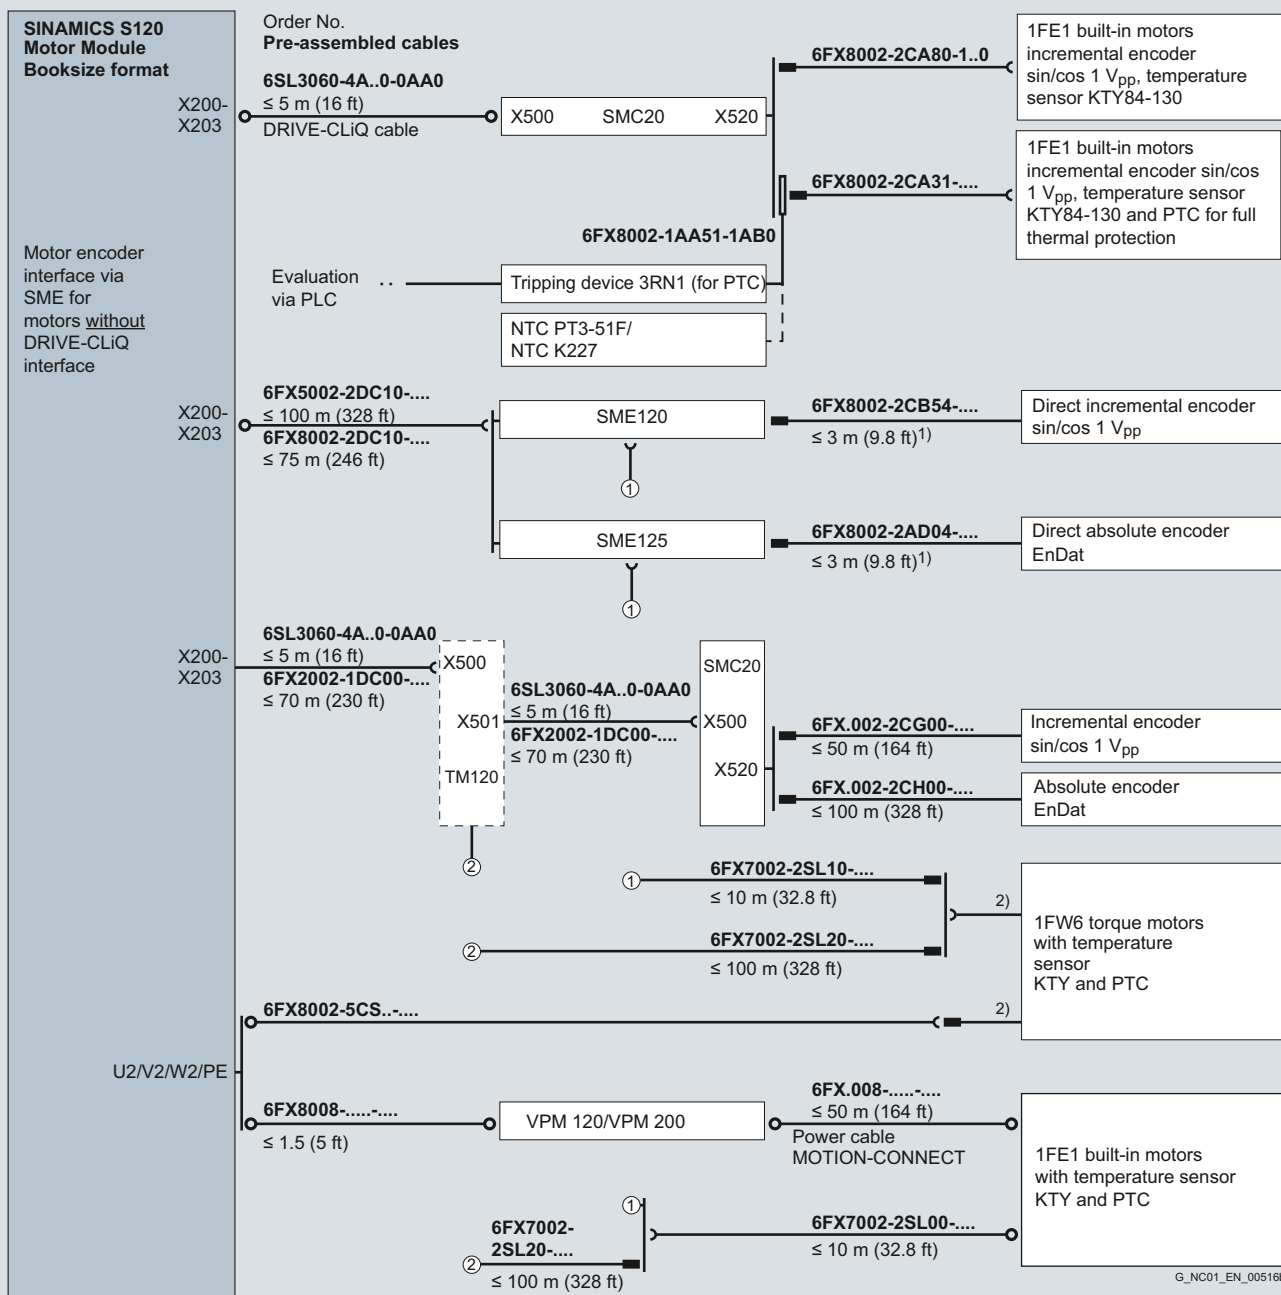 SINAMICS S120
Motor Module
Booksize format
Order No.
Pre-assembled cables
6SL3060-4A..0-0AA0
≤ 5 m (16 ft)
DRIVE-CLiQ cable
X200-
X203
X500 SMC20 X520
6FX8002-2CA80-1..0
1FE1 built-in motors
incremental encoder
sin/cos 1 Vpp, temperature
sensor KTY84-130
6FX8002-2CA31-....
1FE1 built-in motors
incremental encoder sin/cos
1 Vpp, temperature sensor
KTY84-130 and PTC for full
thermal protection
6FX8002-1AA51-1AB0
Motor encoder
interface via
SME for
motors without
DRIVE-CLiQ
interface
Evaluation
via PLC
..
Tripping device 3RN1 (for PTC)
NTC PT3-51F/
NTC K227
X200-
X203
6FX5002-2DC10-....
≤ 100 m (328 ft)
6FX8002-2DC10-....
≤ 75 m (246 ft)
SME120
1
6FX8002-2CB54-....
≤ 3 m (9.8 ft)1)
Direct incremental encoder
sin/cos 1 Vpp
SME125
1
6FX8002-2AD04-....
≤ 3 m (9.8 ft)1)
Direct absolute encoder
EnDat
X200-
X203
6SL3060-4A..0-0AA0
≤ 5 m (16 ft)
6FX2002-1DC00-....
≤ 70 m (230 ft)
X500
X501
TM120
2
6SL3060-4A..0-0AA0
≤ 5 m (16 ft)
6FX2002-1DC00-....
≤ 70 m (230 ft)
SMC20
X500
X520
6FX.002-2CG00-....
≤ 50 m (164 ft)
Incremental encoder
sin/cos 1 Vpp
6FX.002-2CH00-....
≤ 100 m (328 ft)
Absolute encoder
EnDat
1
6FX7002-2SL10-....
≤ 10 m (32.8 ft)
2
6FX7002-2SL20-....
≤ 100 m (328 ft)
2)
1FW6 torque motors
with temperature
sensor
KTY and PTC
6FX8002-5CS..-....
2)
U2/V2/W2/PE
6FX8008-.....-....
≤ 1.5 (5 ft)
VPM 120/VPM 200
6FX.008-.....-....
≤ 50 m (164 ft)
Power cable
MOTION-CONNECT
1FE1 built-in motors
with temperature sensor
KTY and PTC
1
6FX7002-
2SL20-....
2
≤ 100 m (328 ft)
6FX7002-2SL00-....
≤ 10 m (32.8 ft)